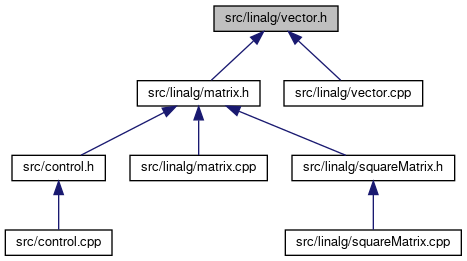 src/linalg/vector.h
src/linalg/matrix.h
src/linalg/vector.cpp
src/control.h
src/linalg/matrix.cpp
src/linalg/squareMatrix.h
src/control.cpp
src/linalg/squareMatrix.cpp